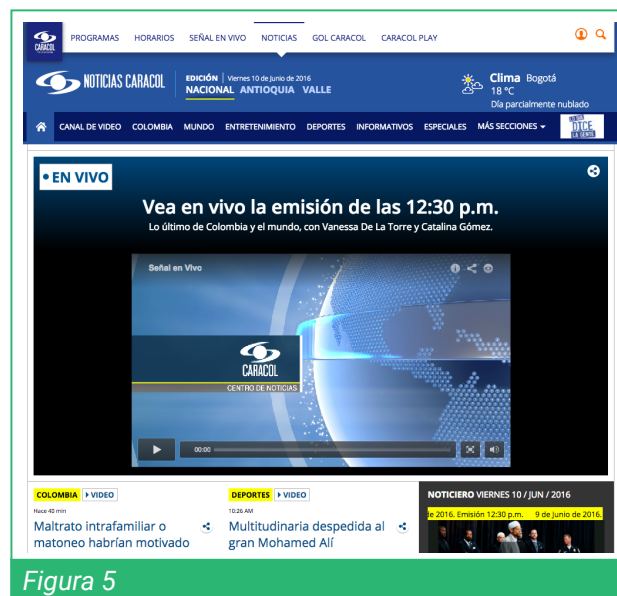 CARACOL
PROGRAMAS HORARIOS SEÑAL EN VIVO NOTICIAS GOL CARACOL CARACOL PLAY
NOTICIAS CARACOL
EDICIÓN | Viernes 10 de Junio de 2016
NACIONAL ANTIOQUIA VALLE
Clima Bogotá
18 °C
Día parcialmente nublado
CANAL DE VIDEO COLOMBIA MUNDO ENTRETENIMIENTO DEPORTES INFORMATIVOS ESPECIALES MÁS SECCIONES
DICE
LA GENTE
• EN VIVO
Vea en vivo la emisión de las 12:30 p.m.
Lo último de Colombia y el mundo, con Vanessa De La Torre y Catalina Gómez.
Señal en Vivo
CARACOL
CENTRO DE NOTICIAS
00:00
COLOMBIA VIDEO
Hace 40 min
Maltrato intrafamiliar o
matoneo habrían motivado
DEPORTES VIDEO
10:26 AM
Multitudinaria despedida al
gran Mohamed Alí
NOTICIERO VIERNES 10 / JUN / 2016
de 2016. Emisión 12:30 p.m. 9 de Junio de 2016.
Figura 5